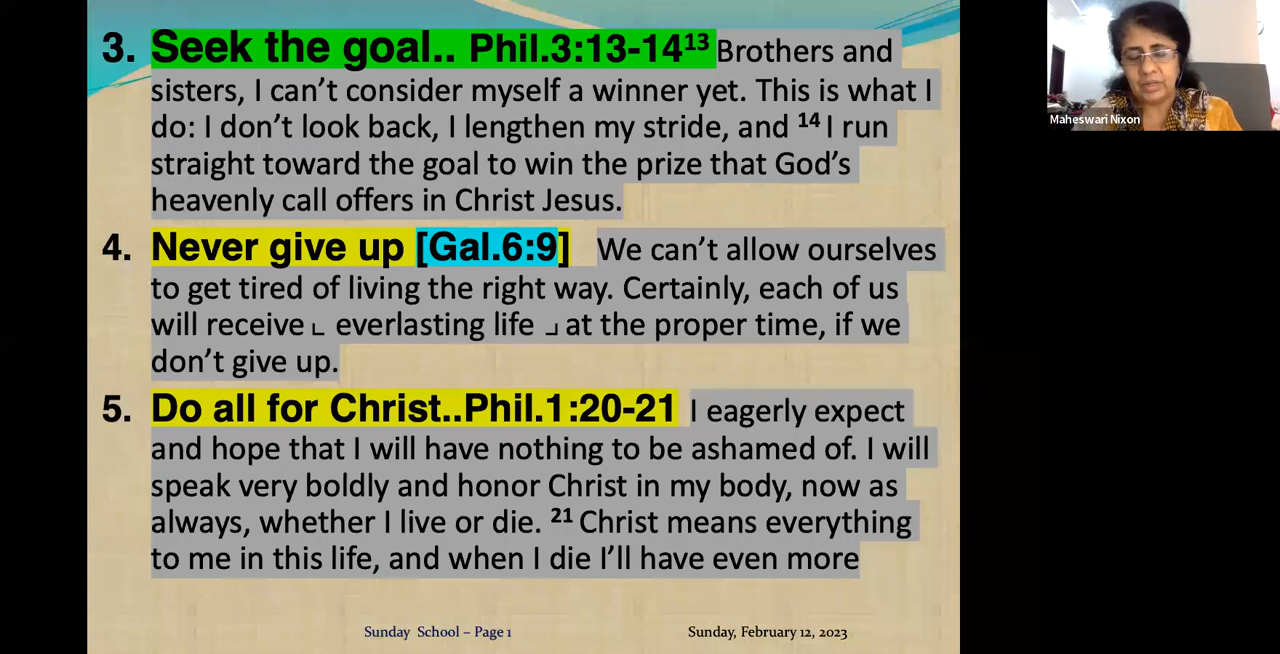 3. Seek the goal.. Phil.3:13-14¹³ Brothers and
sisters, I can’t consider myself a winner yet. This is what I
do: I don’t look back, I lengthen my stride, and ¹⁴ I run
straight toward the goal to win the prize that God’s
heavenly call offers in Christ Jesus.
4. Never give up [Gal.6:9] We can’t allow ourselves
to get tired of living the right way. Certainly, each of us
will receive ⌞ everlasting life ⌟ at the proper time, if we
don’t give up.
5. Do all for Christ..Phil.1:20-21 I eagerly expect
and hope that I will have nothing to be ashamed of. I will
speak very boldly and honor Christ in my body, now as
always, whether I live or die. ²¹ Christ means everything
to me in this life, and when I die I’ll have even more
Sunday School – Page 1
Sunday, February 12, 2023
Maheswari Nixon